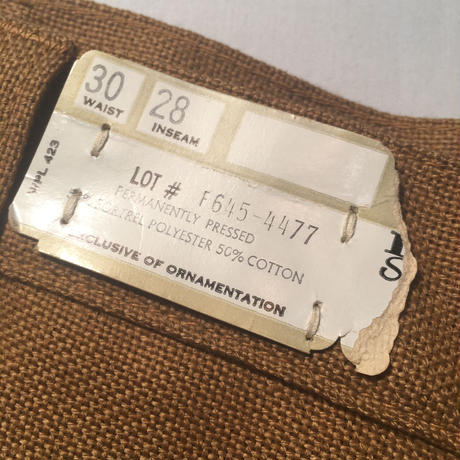 30
WAIST
28
INSEAM
WPL 423
LOT # F645-4477
PERMANENTLY PRESSED
POLYESTER 50% COTTON
EXCLUSIVE OF ORNAMENTATION